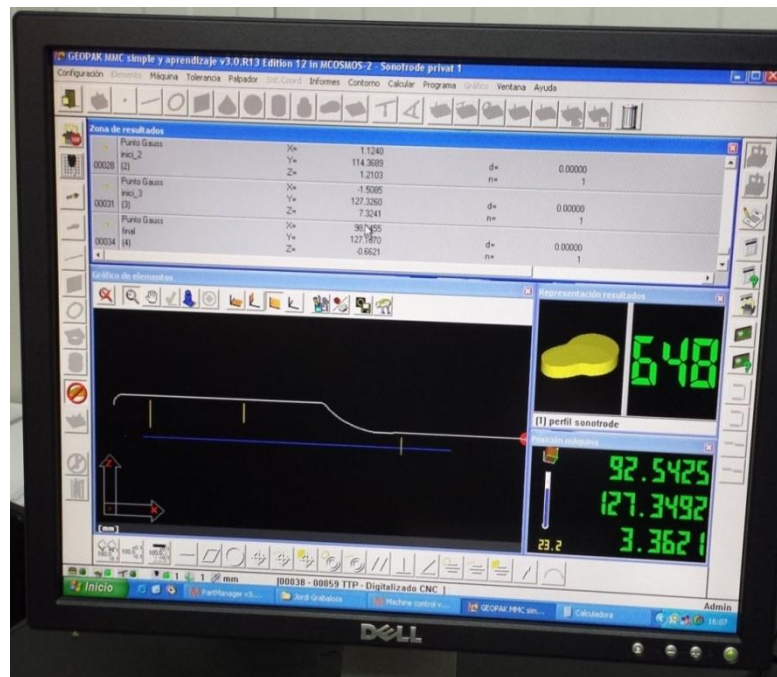 GEOPAK MMC simple y aprendizaje v3.0.R13 Edition 12 in MCOSMOS-2 - Sonotrode privat 1
Configuración Elemento Máquina Tolerancia Palpador Sist.Coord Informes Contorno Calcular Programa Gráfico Ventana Ayuda
Zona de resultados
Punto Gauss X= 1.1240
inici_2 Y= 114.3689 d= 0.00000
00028 (2) Z= 1.2103 n= 1
Punto Gauss X= -1.5085
inici_3 Y= 127.3260 d= 0.00000
00031 (3) Z= 7.3241 n= 1
Punto Gauss X=
final Y= 127.1870 d= 0.00000
00034 (4) Z= -0.6621 n= 1
Gráfico de elementos
Representación resultados
648
[1] perfil sonotrode
Posición máquina
92.5425
127.3492
23.2 3.3621
Z
X
[mm]
1 1 mm [00038 - 00059 TTP - Digitalizado CNC
Admin
Inicio PartManager v3.... Jordi Grabalosa Machine control v... GEOPAK MMC sim... Calculadora 16:07
DELL